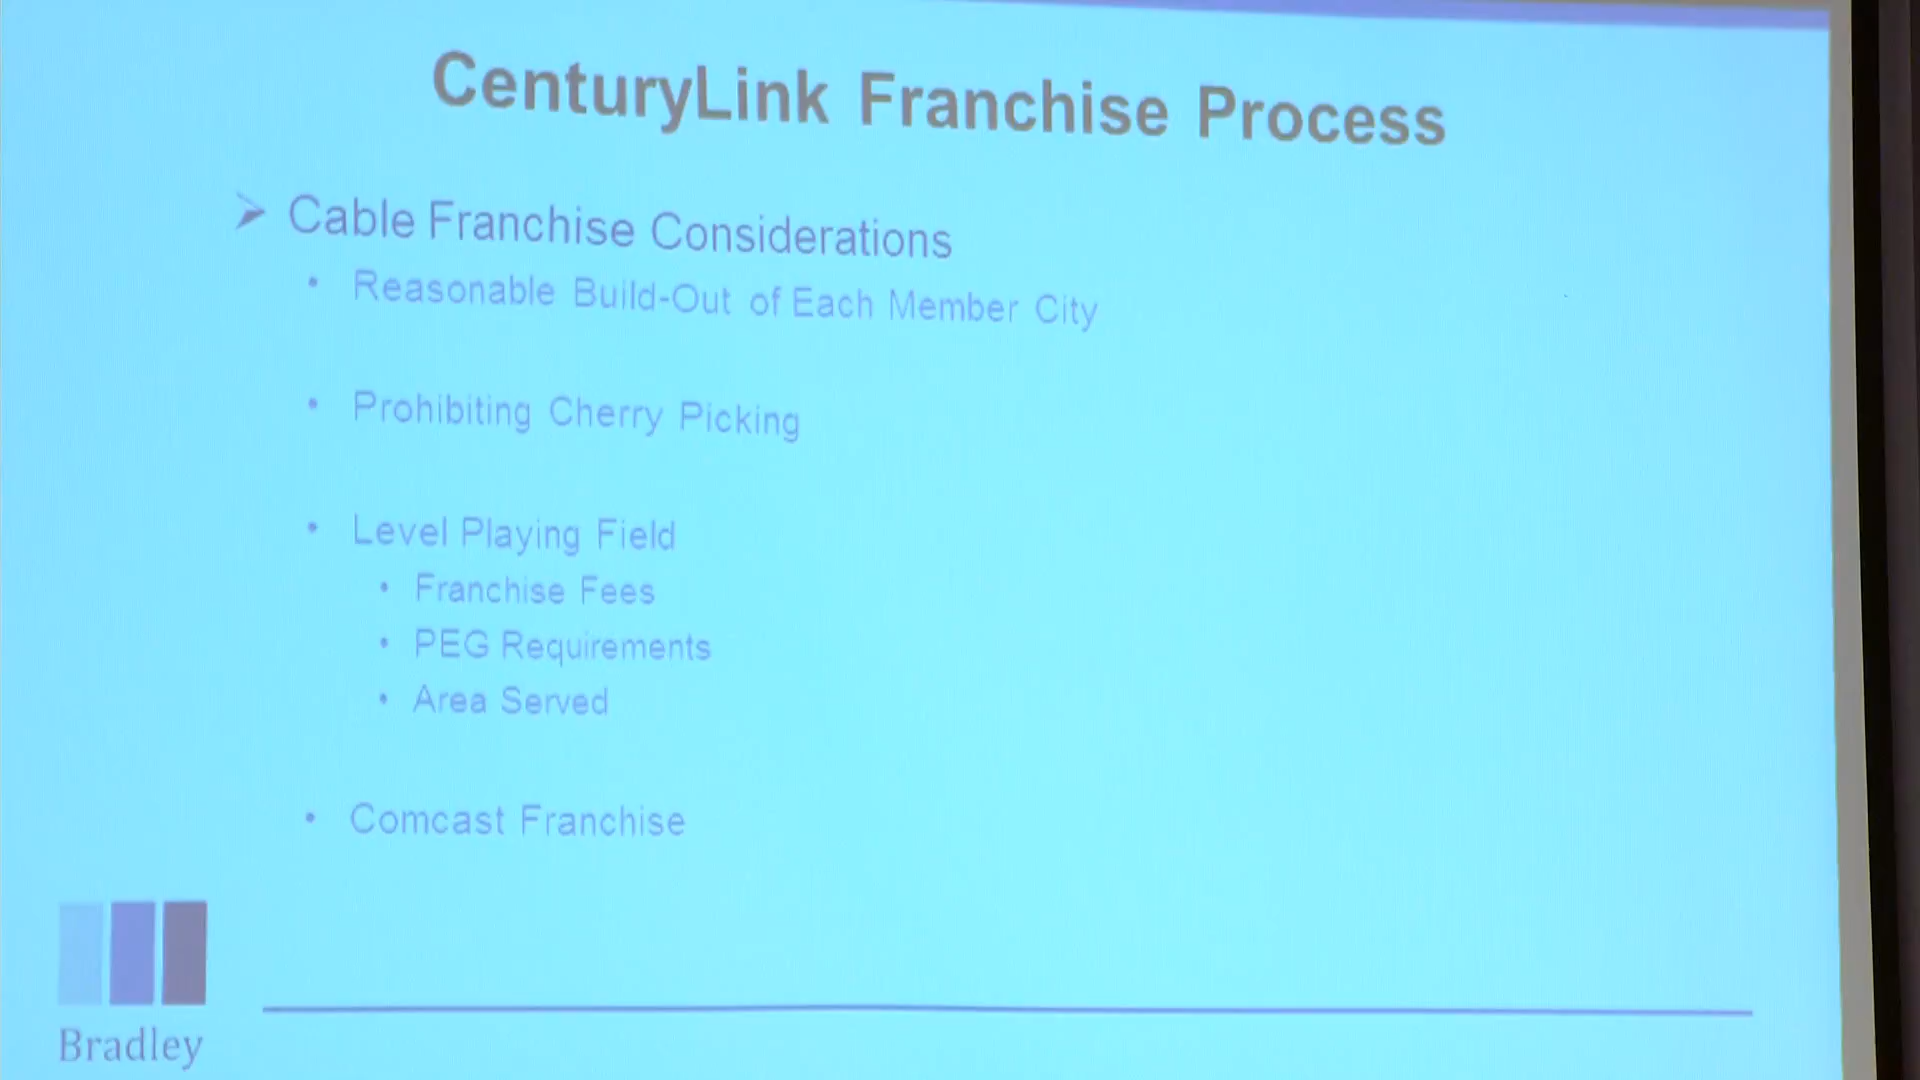 CenturyLink Franchise Process
➢ Cable Franchise Considerations
• Reasonable Build-Out of Each Member City
• Prohibiting Cherry Picking
• Level Playing Field
• Franchise Fees
• PEG Requirements
• Area Served
• Comcast Franchise
Bradley